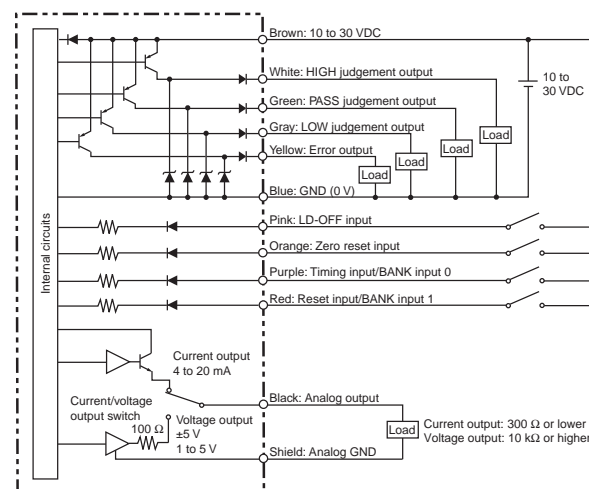 Brown: 10 to 30 VDC
White: HIGH judgement output
10 to
30 VDC
Green: PASS judgement output
Gray: LOW judgement output
Load
Load
Load
Load
Yellow: Error output
Blue: GND (0 V)
Internal circuits
Pink: LD-OFF input
Orange: Zero reset input
Purple: Timing input/BANK input 0
Red: Reset input/BANK input 1
Current output
4 to 20 mA
Current/voltage
output switch
Black: Analog output
100 Ω
Voltage output
±5 V
1 to 5 V
Load
Current output: 300 Ω or lower
Voltage output: 10 kΩ or higher
Shield: Analog GND